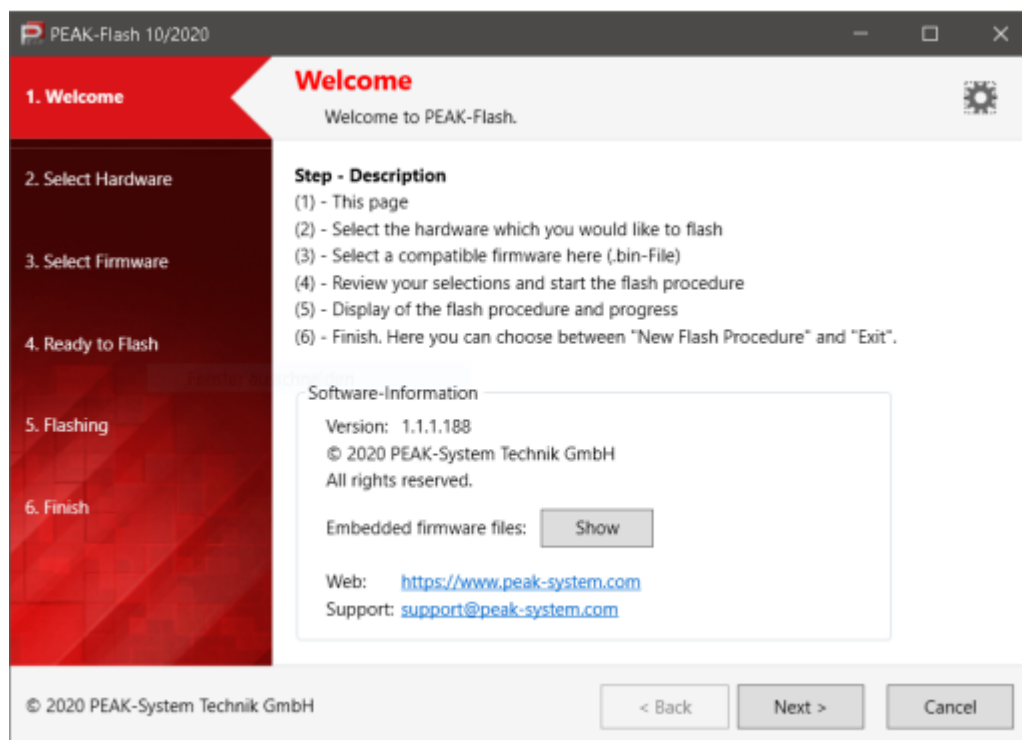 PEAK-Flash 10/2020
1. Welcome
2. Select Hardware
3. Select Firmware
4. Ready to Flash
5. Flashing
6. Finish
Welcome
Welcome to PEAK-Flash.
Step - Description
(1) - This page
(2) - Select the hardware which you would like to flash
(3) - Select a compatible firmware here (.bin-File)
(4) - Review your selections and start the flash procedure
(5) - Display of the flash procedure and progress
(6) - Finish. Here you can choose between "New Flash Procedure" and "Exit".
Software-Information
Version: 1.1.1.188
© 2020 PEAK-System Technik GmbH
All rights reserved.
Embedded firmware files: Show
Web: https://www.peak-system.com
Support: support@peak-system.com
© 2020 PEAK-System Technik GmbH
< Back Next > Cancel